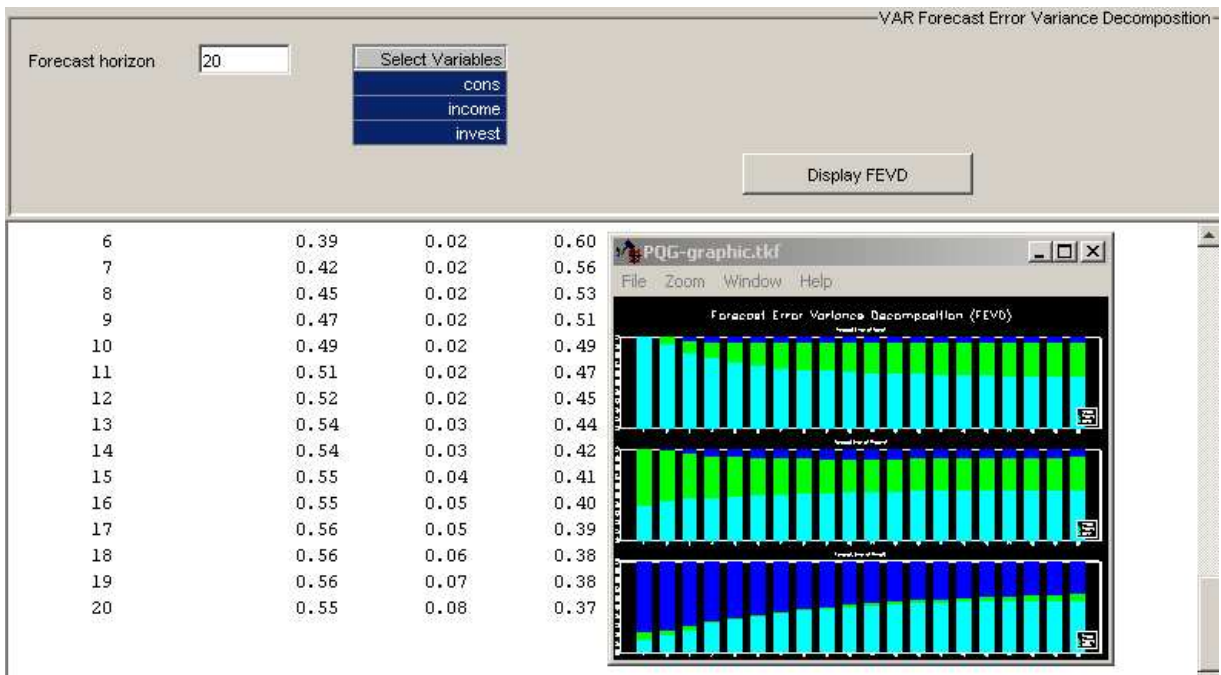 VAR Forecast Error Variance Decomposition
Forecast horizon 20
Select Variables
cons
income
invest
Display FEVD
6 0.39 0.02 0.60
7 0.42 0.02 0.56
8 0.45 0.02 0.53
9 0.47 0.02 0.51
10 0.49 0.02 0.49
11 0.51 0.02 0.47
12 0.52 0.02 0.45
13 0.54 0.03 0.44
14 0.54 0.03 0.42
15 0.55 0.04 0.41
16 0.55 0.05 0.40
17 0.56 0.05 0.39
18 0.56 0.06 0.38
19 0.56 0.07 0.38
20 0.55 0.08 0.37
PQG-graphic.tkf
File Zoom Window Help
Forecast Error Variance Decomposition (FEVD)